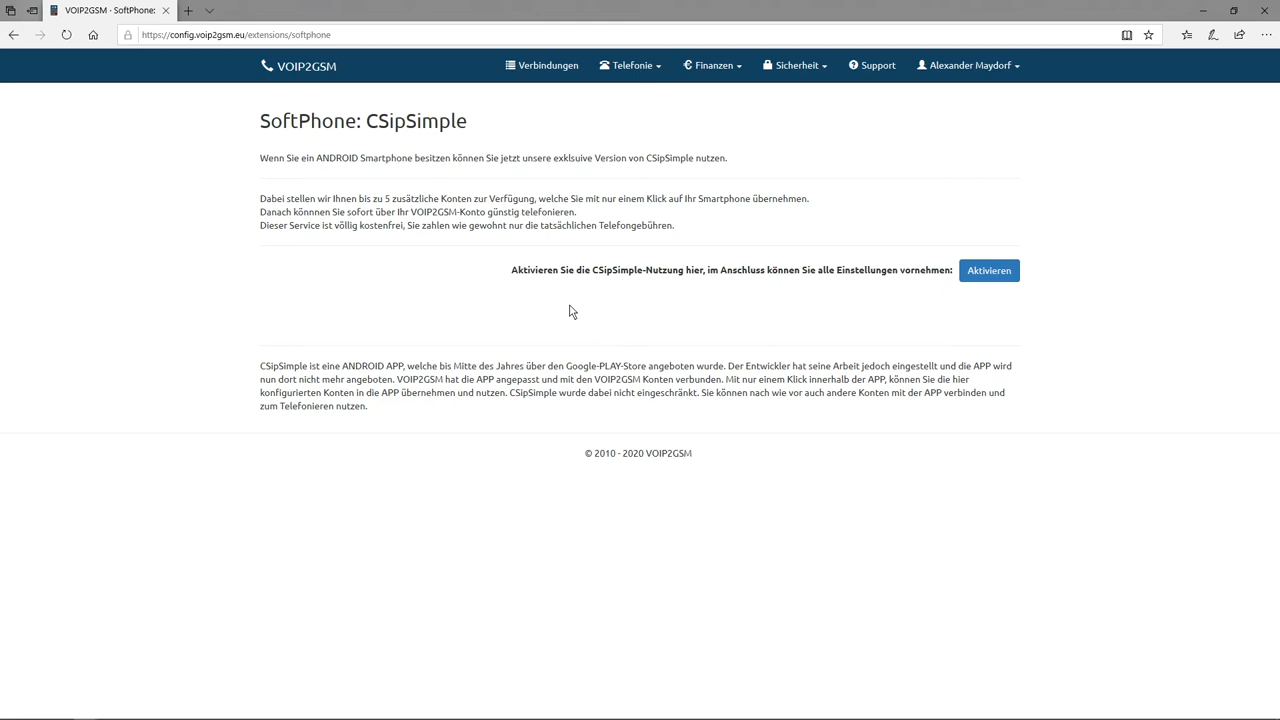 VOIP2GSM · SoftPhone:
https://config.voip2gsm.eu/extensions/softphone
VOIP2GSM
Verbindungen
Telefonie
Finanzen
Sicherheit
Support
Alexander Maydorf
SoftPhone: CSipSimple
Wenn Sie ein ANDROID Smartphone besitzen können Sie jetzt unsere exklsuive Version von CSipSimple nutzen.
Dabei stellen wir Ihnen bis zu 5 zusätzliche Konten zur Verfügung, welche Sie mit nur einem Klick auf Ihr Smartphone übernehmen.
Danach könnnen Sie sofort über Ihr VOIP2GSM-Konto günstig telefonieren.
Dieser Service ist völlig kostenfrei, Sie zahlen wie gewohnt nur die tatsächlichen Telefongebühren.
Aktivieren Sie die CSipSimple-Nutzung hier, im Anschluss können Sie alle Einstellungen vornehmen:
Aktivieren
CSipSimple ist eine ANDROID APP, welche bis Mitte des Jahres über den Google-PLAY-Store angeboten wurde. Der Entwickler hat seine Arbeit jedoch eingestellt und die APP wird
nun dort nicht mehr angeboten. VOIP2GSM hat die APP angepasst und mit den VOIP2GSM Konten verbunden. Mit nur einem Klick innerhalb der APP, können Sie die hier
konfigurierten Konten in die APP übernehmen und nutzen. CSipSimple wurde dabei nicht eingeschränkt. Sie können nach wie vor auch andere Konten mit der APP verbinden und
zum Telefonieren nutzen.
© 2010 - 2020 VOIP2GSM